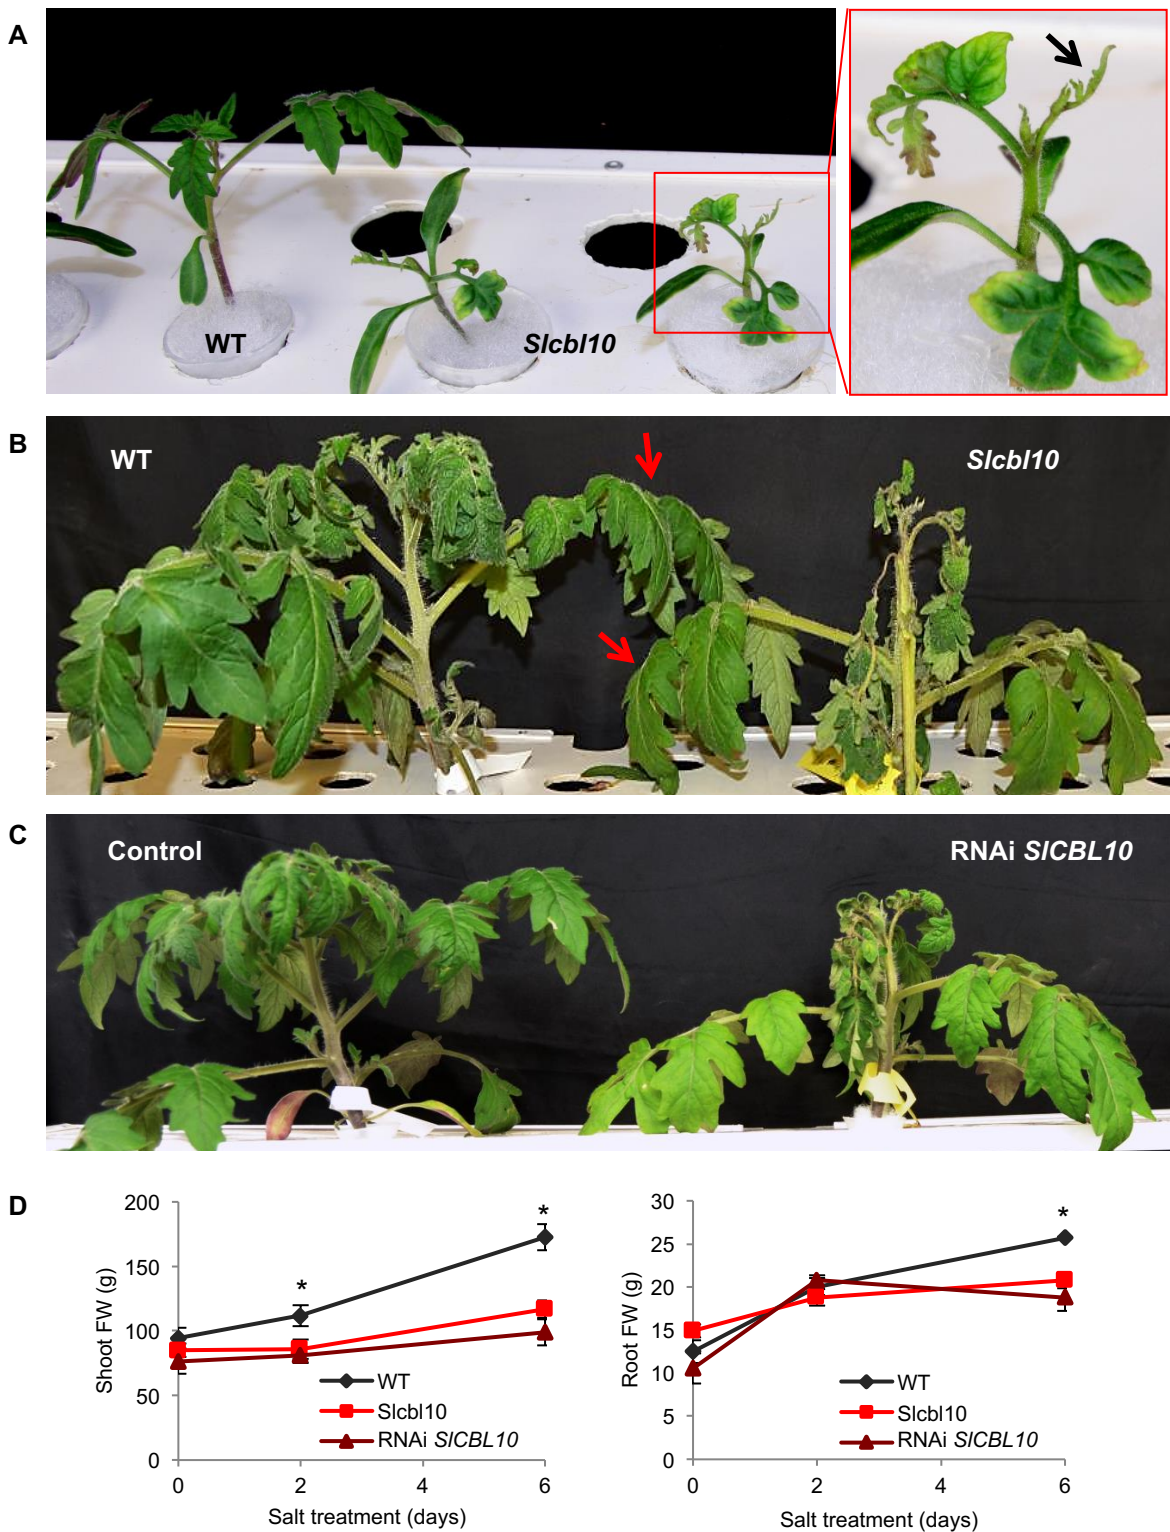 A
WT
Slcbl10
B
WT
Slcbl10
C
Control
RNAi SlCBL10
D
200
150
100
50
0
0
2
4
6
Shoot FW (g)
Salt treatment (days)
*
*
WT
Slcbl10
RNAi SlCBL10
30
25
20
15
10
5
0
0
2
4
6
Root FW (g)
Salt treatment (days)
*
WT
Slcbl10
RNAi SlCBL10